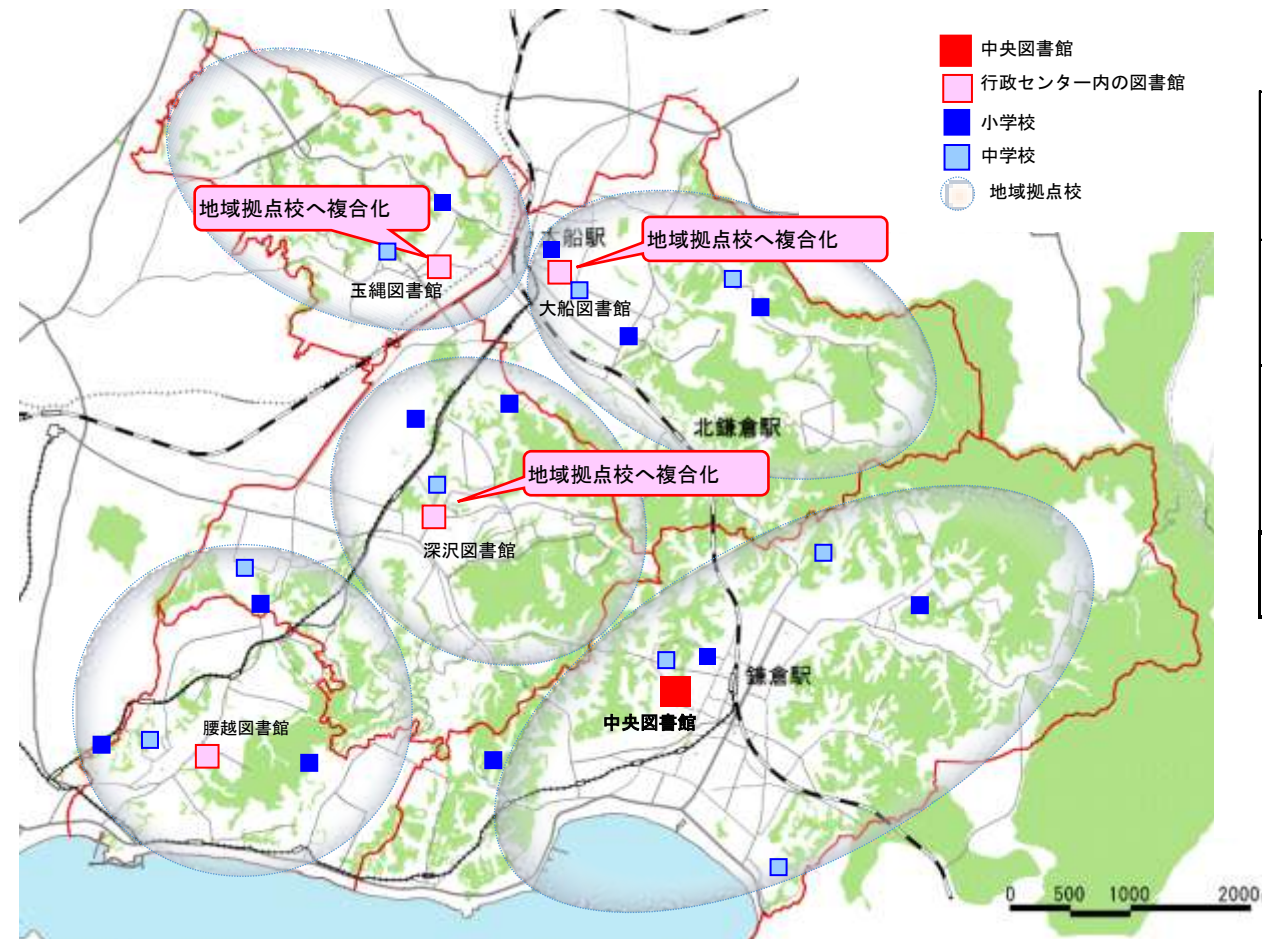 中央図書館
行政センター内の図書館
小学校
中学校
地域拠点校
地域拠点校へ複合化
大船駅
地域拠点校へ複合化
玉縄図書館
大船図書館
北鎌倉駅
地域拠点校へ複合化
深沢図書館
鎌倉駅
中央図書館
腰越図書館
0 500 1000 2000